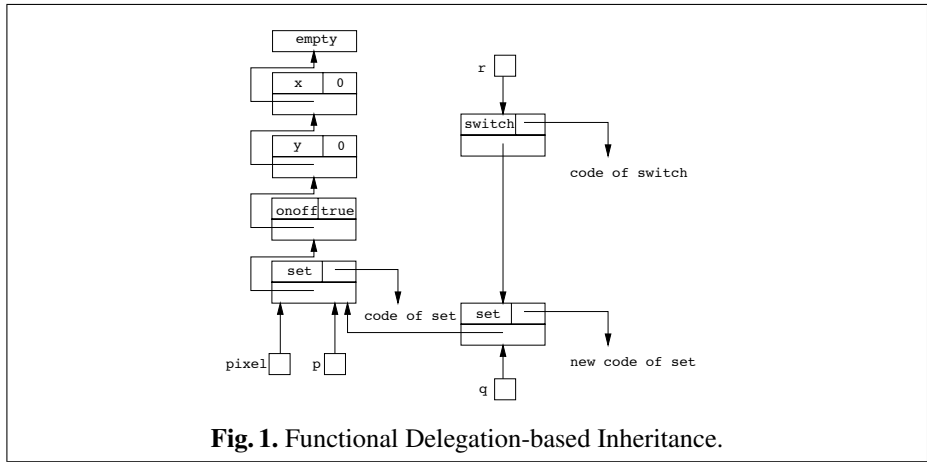 empty
r
x 0
switch
y 0
code of switch
onoff true
set
code of set
set
pixel
p
new code of set
q
Fig. 1. Functional Delegation-based Inheritance.